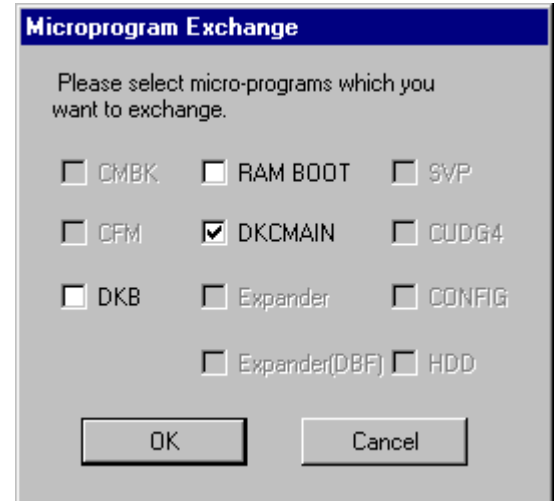 Microprogram Exchange
Please select micro-programs which you
want to exchange.
CMBK RAM BOOT SVP
CFM DKCMAIN CUDG4
DKB Expander CONFIG
Expander(DBF) HDD
OK Cancel